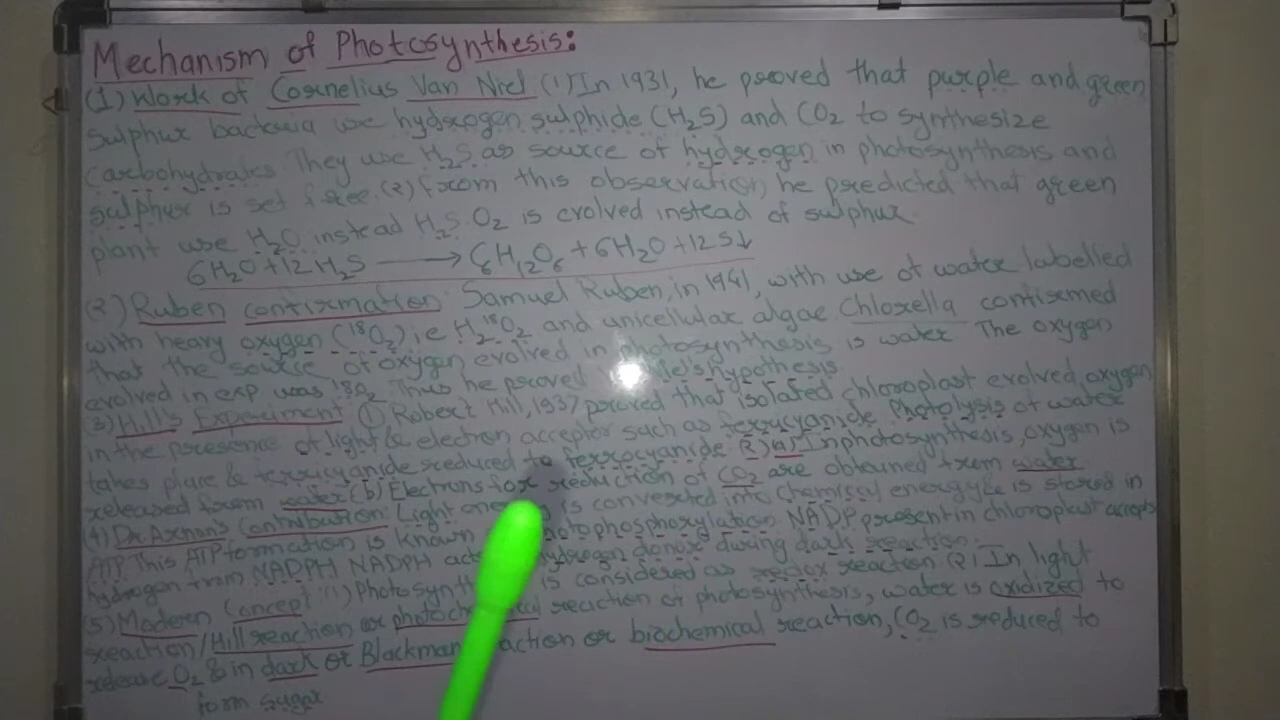 Mechanism of Photosynthesis:
(1) Work of Cornelius Van Niel (1) In 1931, he proved that purple and green
sulphur bacteria use hydrogen sulphide (H₂S) and CO₂ to synthesize
carbohydrates. They use H₂S as source of hydrogen in photosynthesis and
sulphur is set free. (2) From this observation, he predicted that green
plant use H₂O instead H₂S. O₂ is evolved instead of sulphur
6H₂O + 12H₂S → C₆H₁₂O₆ + 6H₂O + 12S↓
(2) Ruben confirmation: Samuel Ruben, in 1941, with use of water labelled
with heavy oxygen (¹⁸O₂) ie H₂¹⁸O₂ and unicellular algae Chlorella confirmed
that the source of oxygen evolved in photosynthesis is water The oxygen
evolved in exp was ¹⁸O₂. Thus he proved hypothesis.
(3) Hill's Experiment (1) Robert Hill, 1937 proved that isolated chloroplast evolved oxygen
in the presence of light & electron acceptor such as ferricyanide. Photolysis of water
takes place & ferricyanide reduced to ferrocyanide. (2) (a) In photosynthesis, oxygen is
released from water (b) Electrons for reduction of CO₂ are obtained from water
(4) Dr. Arnon's Contribution: Light is converted into chemical energy is stored in
ATP. This ATP formation is known photophosphorylation. NADP present in chloroplast accepts
hydrogen from NADPH NADPH hydrogen donor during dark reaction.
(5) Modern Concept (1) is considered as redox reaction (2) In light
reaction/Hill reaction or reaction of photosynthesis, water is oxidized to
release O₂ & in dark or Blackman or biochemical reaction, CO₂ is reduced to
form sugar